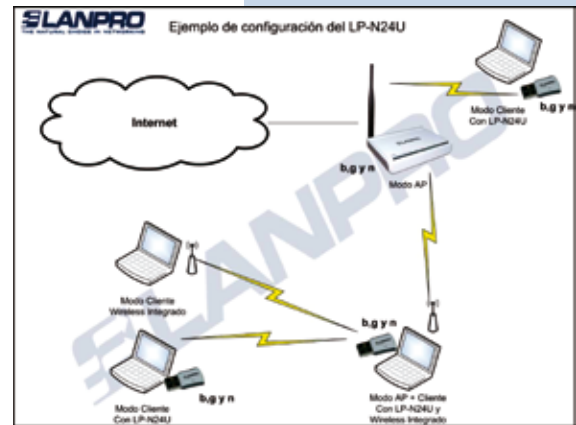 LANPRO
THE NATURAL CHOICE IN NETWORKING
Ejemplo de configuración del LP-N24U
Internet
b,g y n
Modo AP
b,g y n
Modo Cliente
Con LP-N24U
Modo Cliente
Wireless Integrado
b,g y n
Modo Cliente
Con LP-N24U
b,g y n
Modo AP + Cliente
Con LP-N24U y
Wireless Integrado
LANPRO